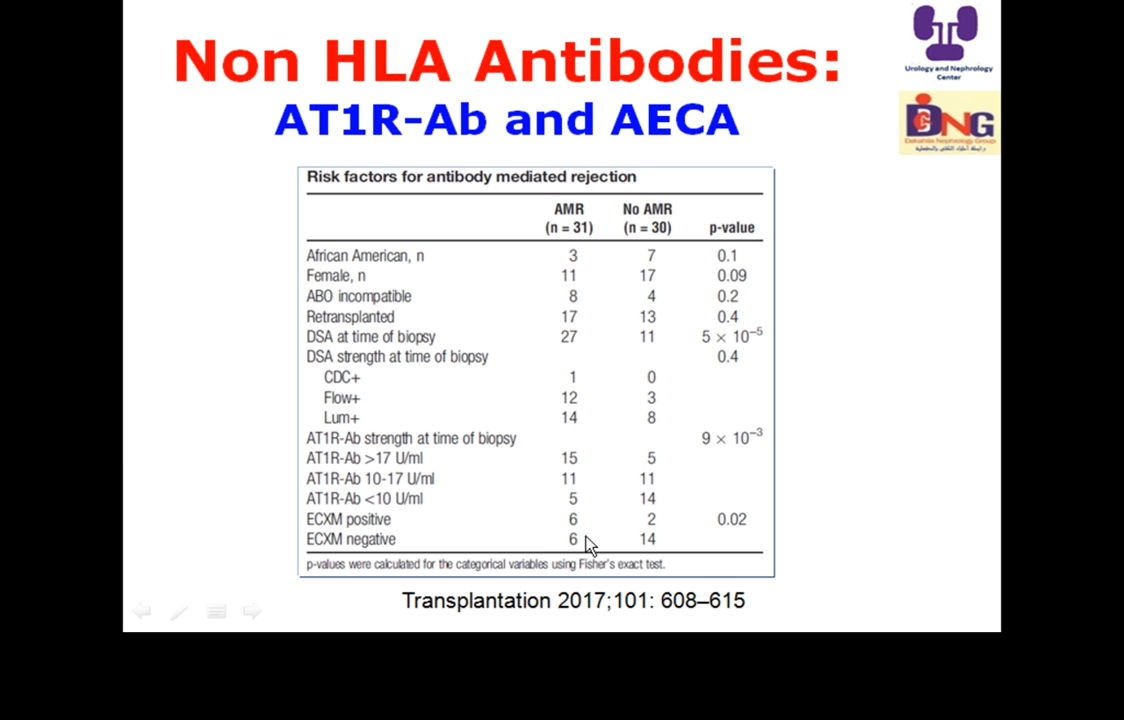 Non HLA Antibodies:
AT1R-Ab and AECA
Urology and Nephrology
Center
DNG
Dakahlia Nephrology Group
Risk factors for antibody mediated rejection
AMR No AMR
(n = 31) (n = 30) p-value
African American, n 3 7 0.1
Female, n 11 17 0.09
ABO incompatible 8 4 0.2
Retransplanted 17 13 0.4
DSA at time of biopsy 27 11 5 × 10⁻⁵
DSA strength at time of biopsy 0.4
CDC+ 1 0
Flow+ 12 3
Lum+ 14 8
AT1R-Ab strength at time of biopsy 9 × 10⁻³
AT1R-Ab >17 U/ml 15 5
AT1R-Ab 10-17 U/ml 11 11
AT1R-Ab <10 U/ml 5 14
ECXM positive 6 2 0.02
ECXM negative 6 14
p-values were calculated for the categorical variables using Fisher's exact test.
Transplantation 2017;101: 608–615